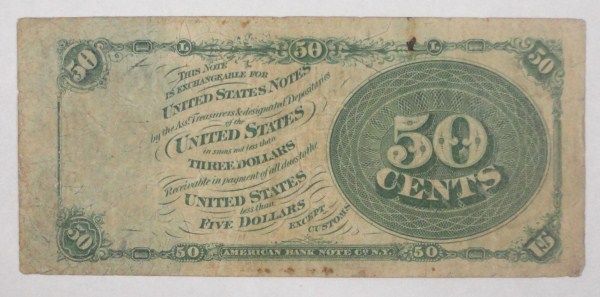 50 L 50 L 50
THIS NOTE
IS EXCHANGEABLE FOR
UNITED STATES NOTES
by the Asst. Treasurers & designated Depositaries
of the
UNITED STATES
in sums not less than
THREE DOLLARS
Receivable in payment of all dues to the
UNITED STATES
less than
FIVE DOLLARS
EXCEPT
CUSTOMS
50
CENTS
50 50 AMERICAN BANK NOTE CO. N.Y. 50 U.S